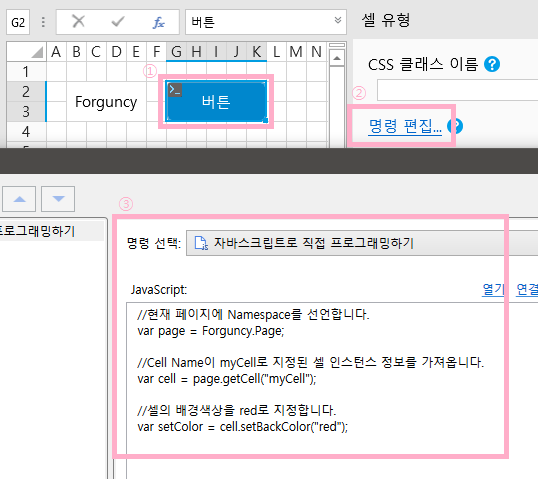 G2
버튼
셀 유형
A B C D E F G H I J K L M N
CSS 클래스 이름 ?
①
1
2
3
4
Forguncy
버튼
②
명령 편집... ?
③
프로그래밍하기
명령 선택: 자바스크립트로 직접 프로그래밍하기
JavaScript:
열기
연결
//현재 페이지에 Namespace를 선언합니다.
var page = Forguncy.Page;
//Cell Name이 myCell로 지정된 셀 인스턴스 정보를 가져옵니다.
var cell = page.getCell("myCell");
//셀의 배경색상을 red로 지정합니다.
var setColor = cell.setBackColor("red");